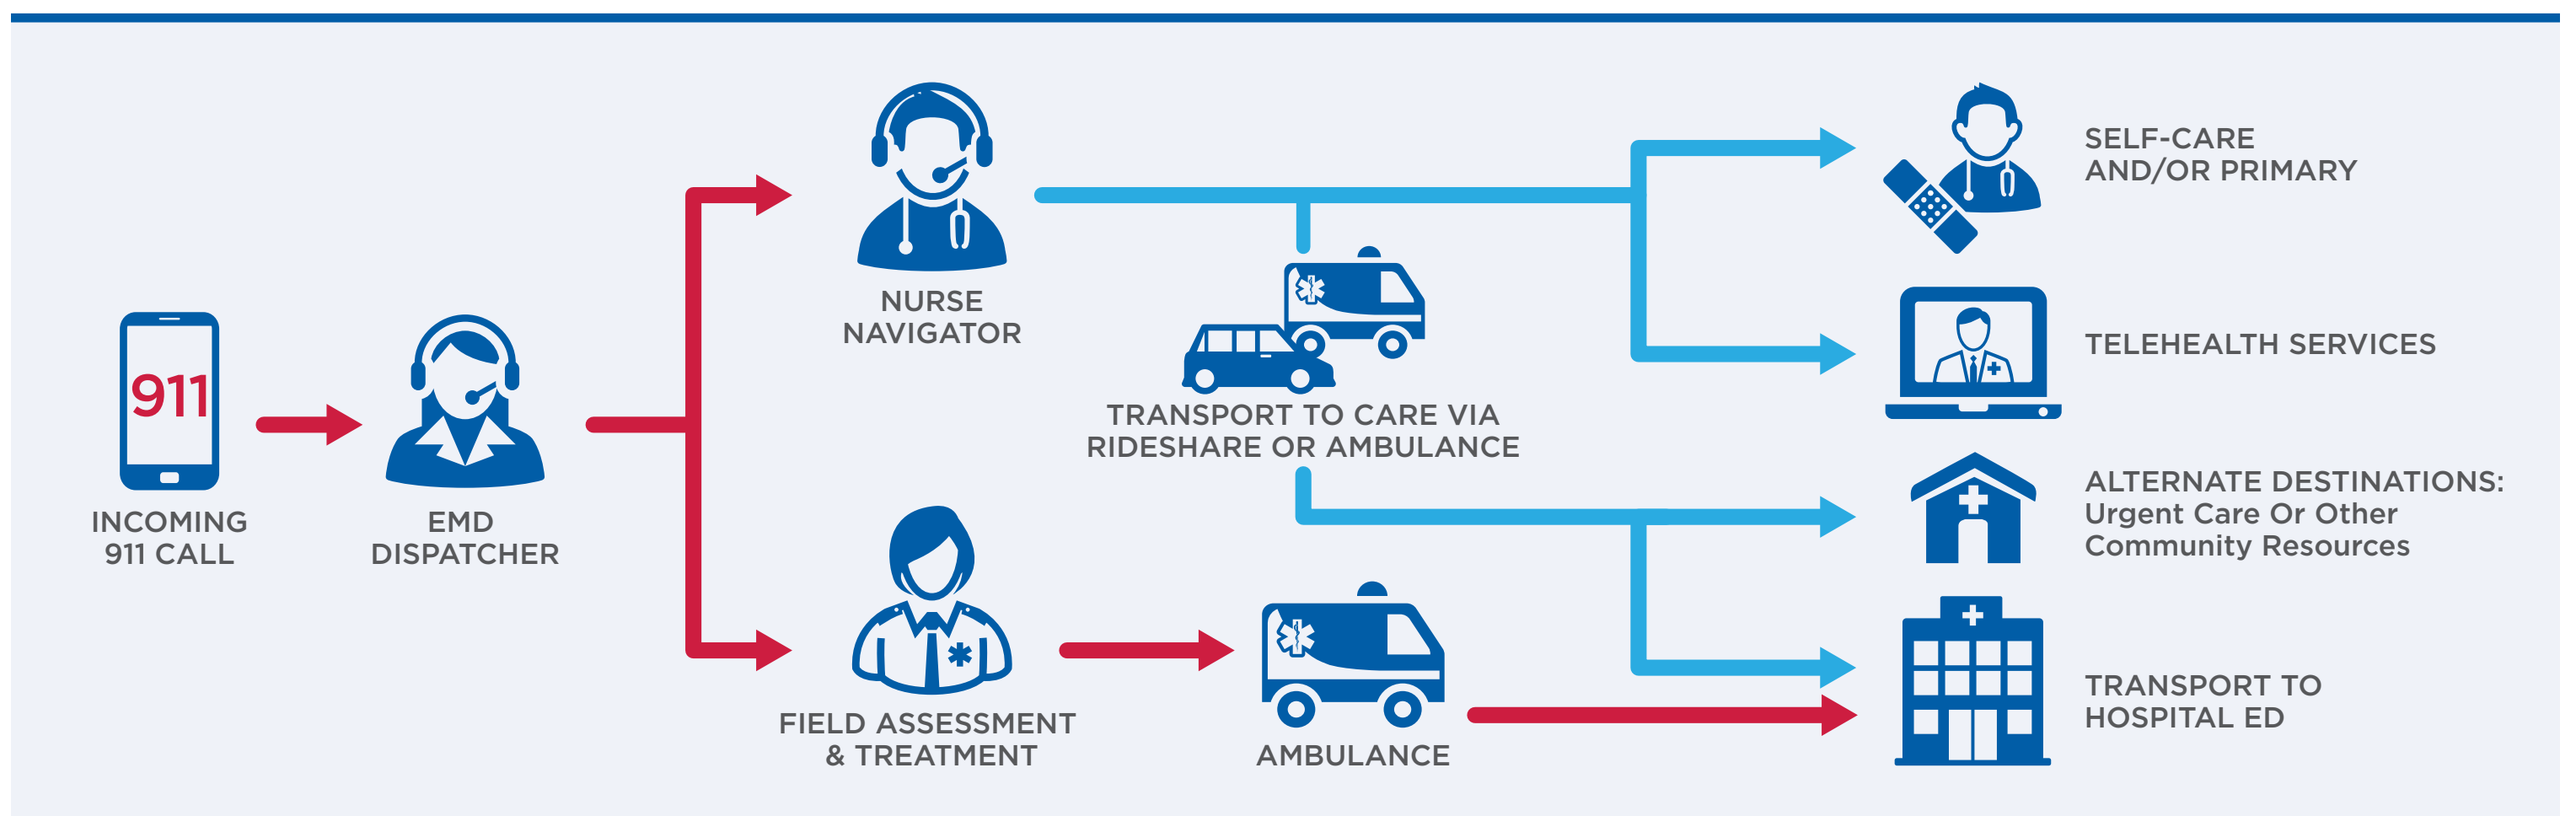 911
INCOMING
911 CALL
EMD
DISPATCHER
NURSE
NAVIGATOR
FIELD ASSESSMENT
& TREATMENT
TRANSPORT TO CARE VIA
RIDESHARE OR AMBULANCE
AMBULANCE
SELF-CARE
AND/OR PRIMARY
TELEHEALTH SERVICES
ALTERNATE DESTINATIONS:
Urgent Care Or Other
Community Resources
TRANSPORT TO
HOSPITAL ED